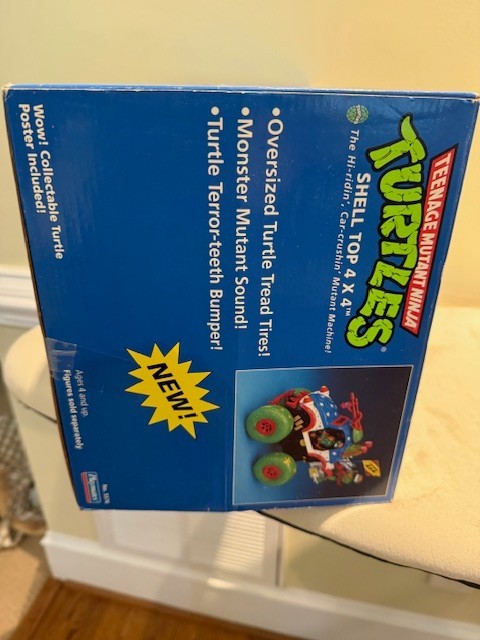 TEENAGE MUTANT NINJA
TURTLES®
SHELL TOP 4 X 4™
The Hi-ridin', Car-crushin' Mutant Machine!
•Oversized Turtle Tread Tires!
•Monster Mutant Sound!
•Turtle Terror-teeth Bumper!
NEW!
Wow! Collectable Turtle
Poster Included!
Ages 4 and up.
Figures sold separately
PLAYMATES